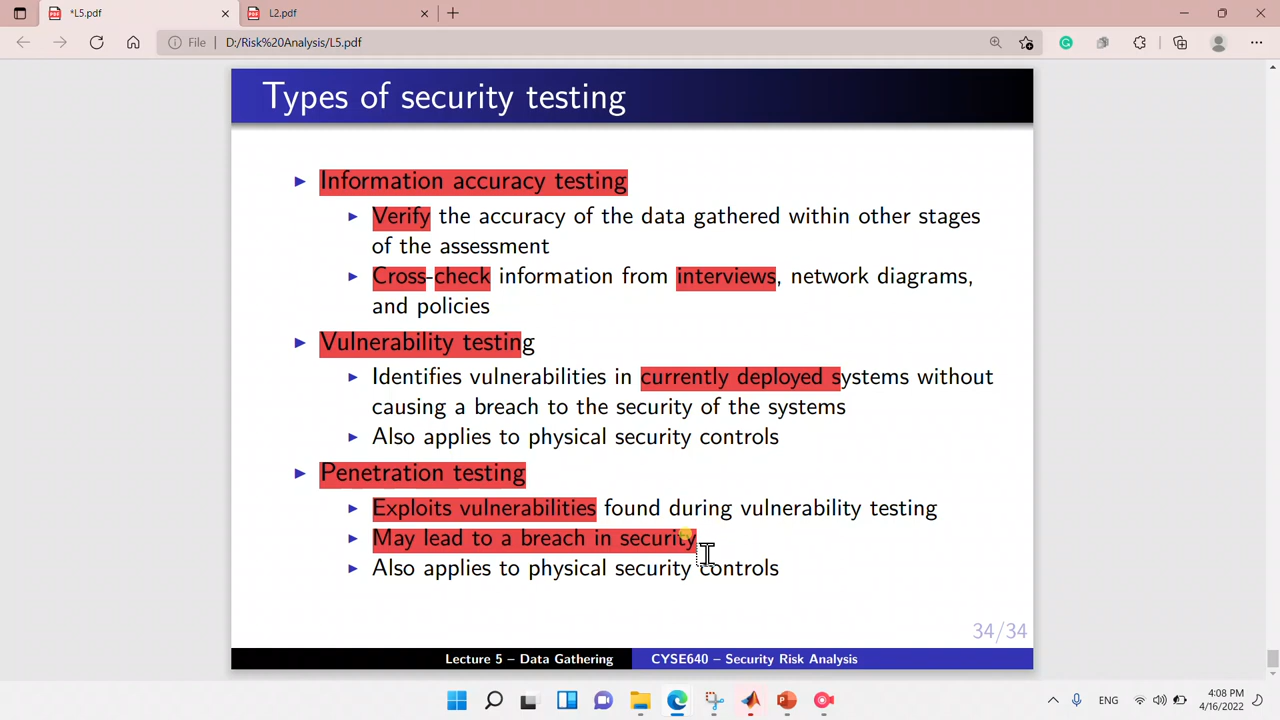 *L5.pdf
L2.pdf
File
D:/Risk%20Analysis/L5.pdf
Types of security testing
Information accuracy testing
Verify the accuracy of the data gathered within other stages
of the assessment
Cross-check information from interviews, network diagrams,
and policies
Vulnerability testing
Identifies vulnerabilities in currently deployed systems without
causing a breach to the security of the systems
Also applies to physical security controls
Penetration testing
Exploits vulnerabilities found during vulnerability testing
May lead to a breach in security
Also applies to physical security controls
34/34
Lecture 5 – Data Gathering
CYSE640 – Security Risk Analysis
ENG
4:08 PM
4/16/2022